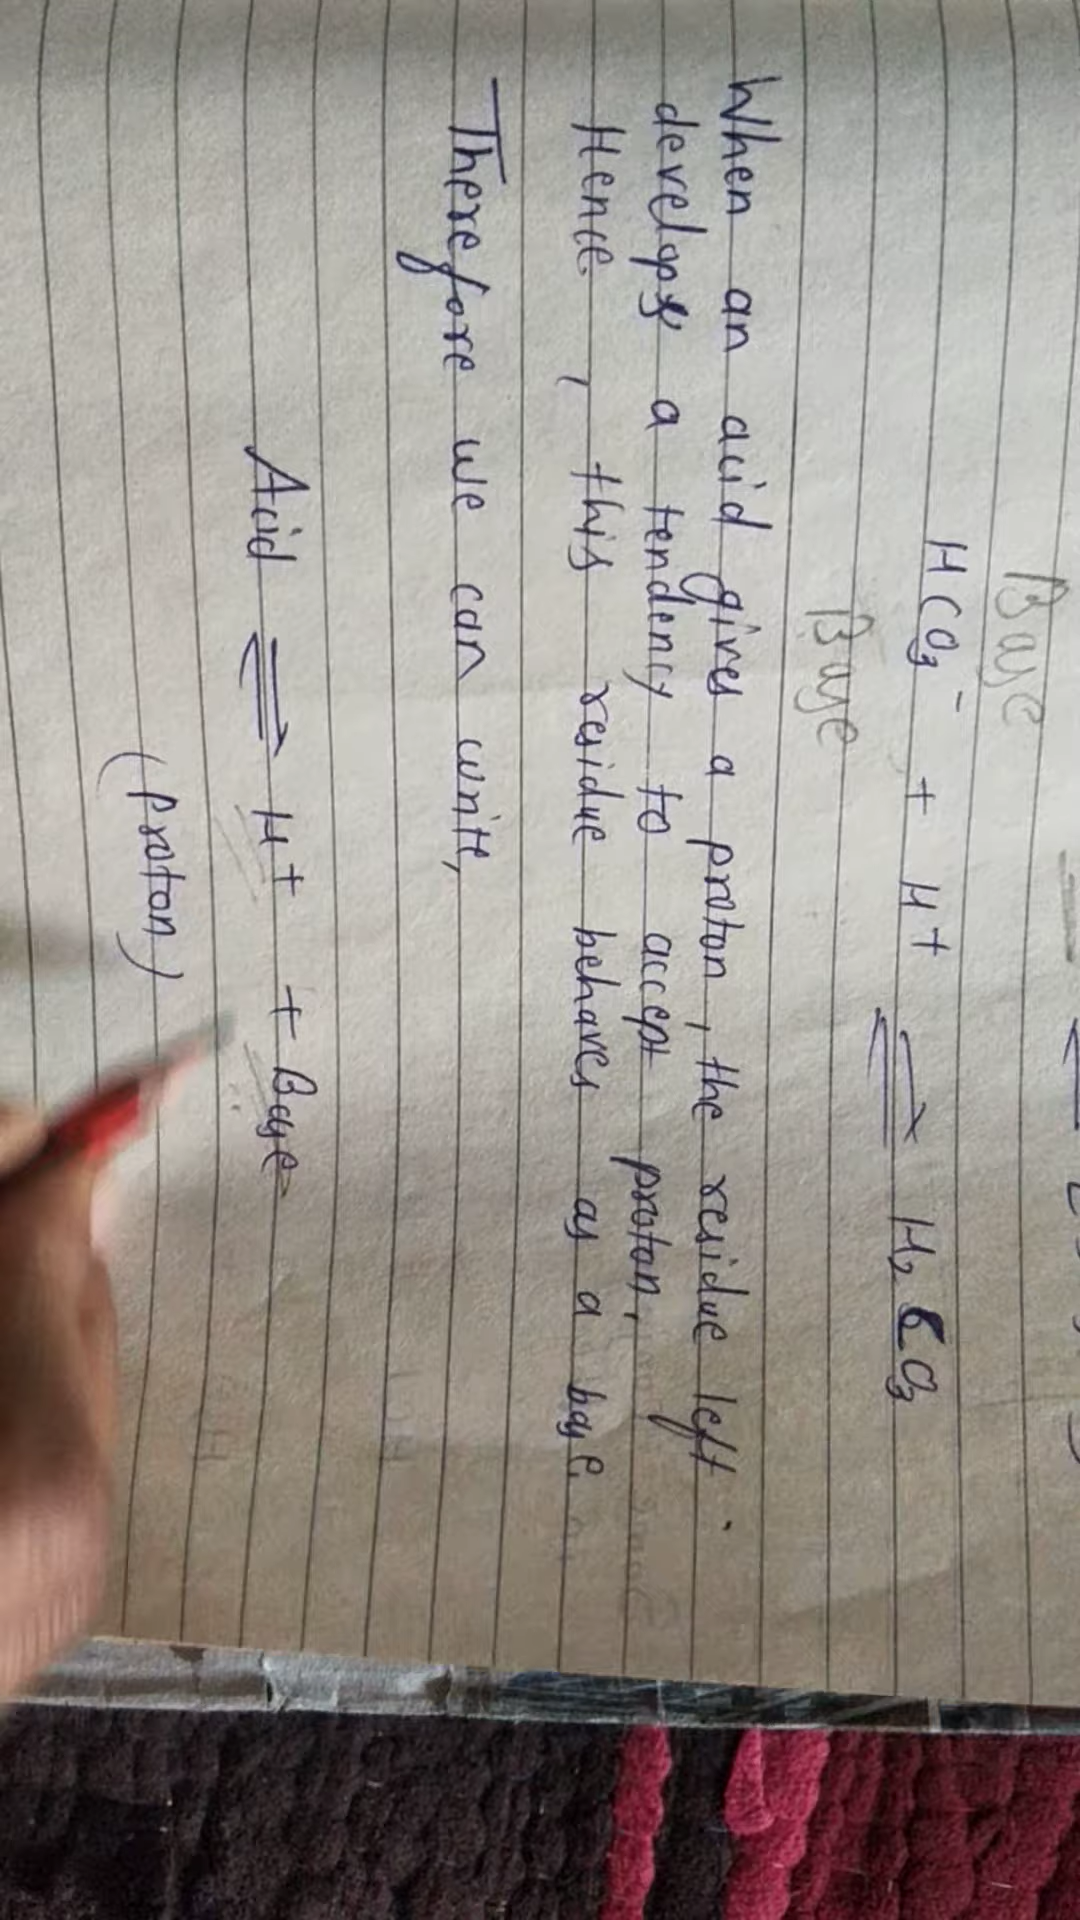 Base
HCO₃⁻ + H⁺ ⇌ H₂CO₃
Base
When an acid gives a proton, the residue left
develops a tendency to accept proton,
Hence, this residue behaves as a base.
Therefore we can write,
Acid ⇌ H⁺ + Base
(proton)